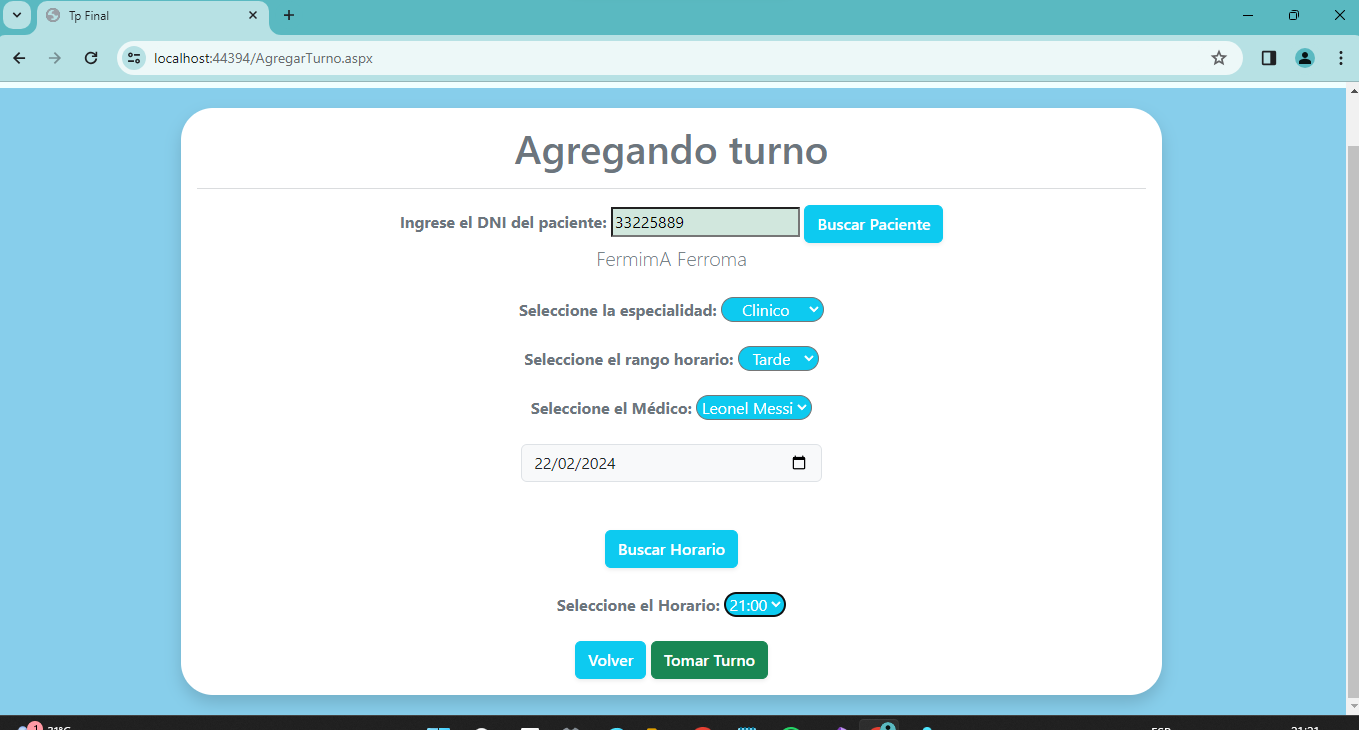 Tp Final
localhost:44394/AgregarTurno.aspx
Agregando turno
Ingrese el DNI del paciente: 33225889 Buscar Paciente
FermimA Ferroma
Seleccione la especialidad: Clinico
Seleccione el rango horario: Tarde
Seleccione el Médico: Leonel Messi
22/02/2024
Buscar Horario
Seleccione el Horario: 21:00
Volver Tomar Turno
1